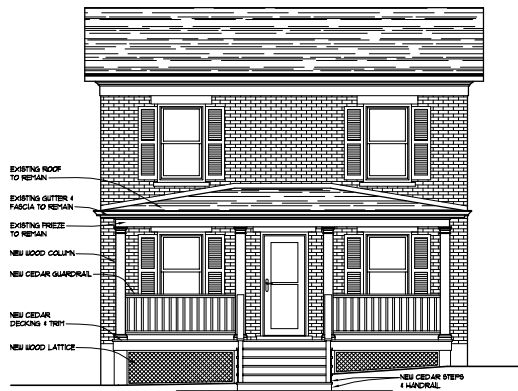 EXISTING ROOF
TO REMAIN
EXISTING GUTTER &
FASCIA TO REMAIN
EXISTING FRIEZE
TO REMAIN
NEW WOOD COLUMN
NEW CEDAR GUARDRAIL
NEW CEDAR
DECKING & TRIM
NEW WOOD LATTICE
NEW CEDAR STEPS
& HANDRAIL